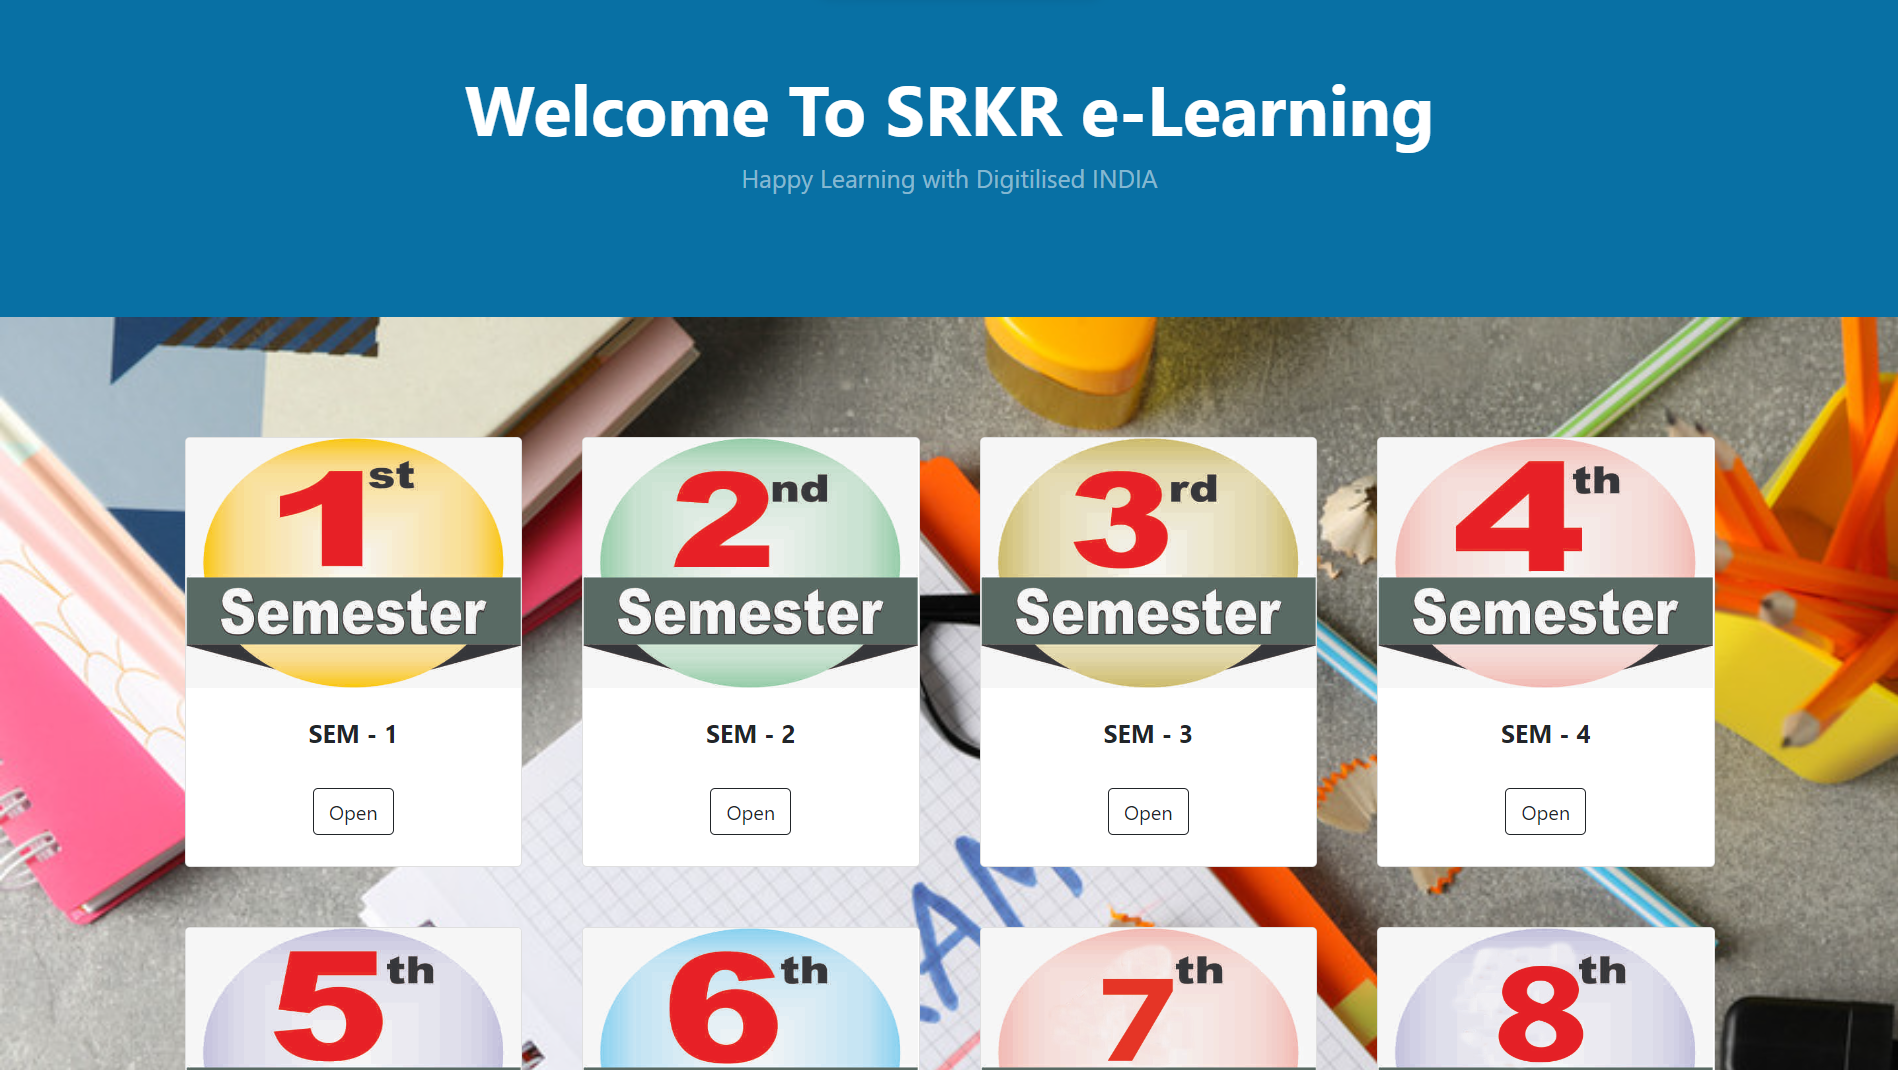 Welcome To SRKR e-Learning
Happy Learning with Digitilised INDIA
1st
Semester
SEM - 1
Open
2nd
Semester
SEM - 2
Open
3rd
Semester
SEM - 3
Open
4th
Semester
SEM - 4
Open
5th
6th
7th
8th